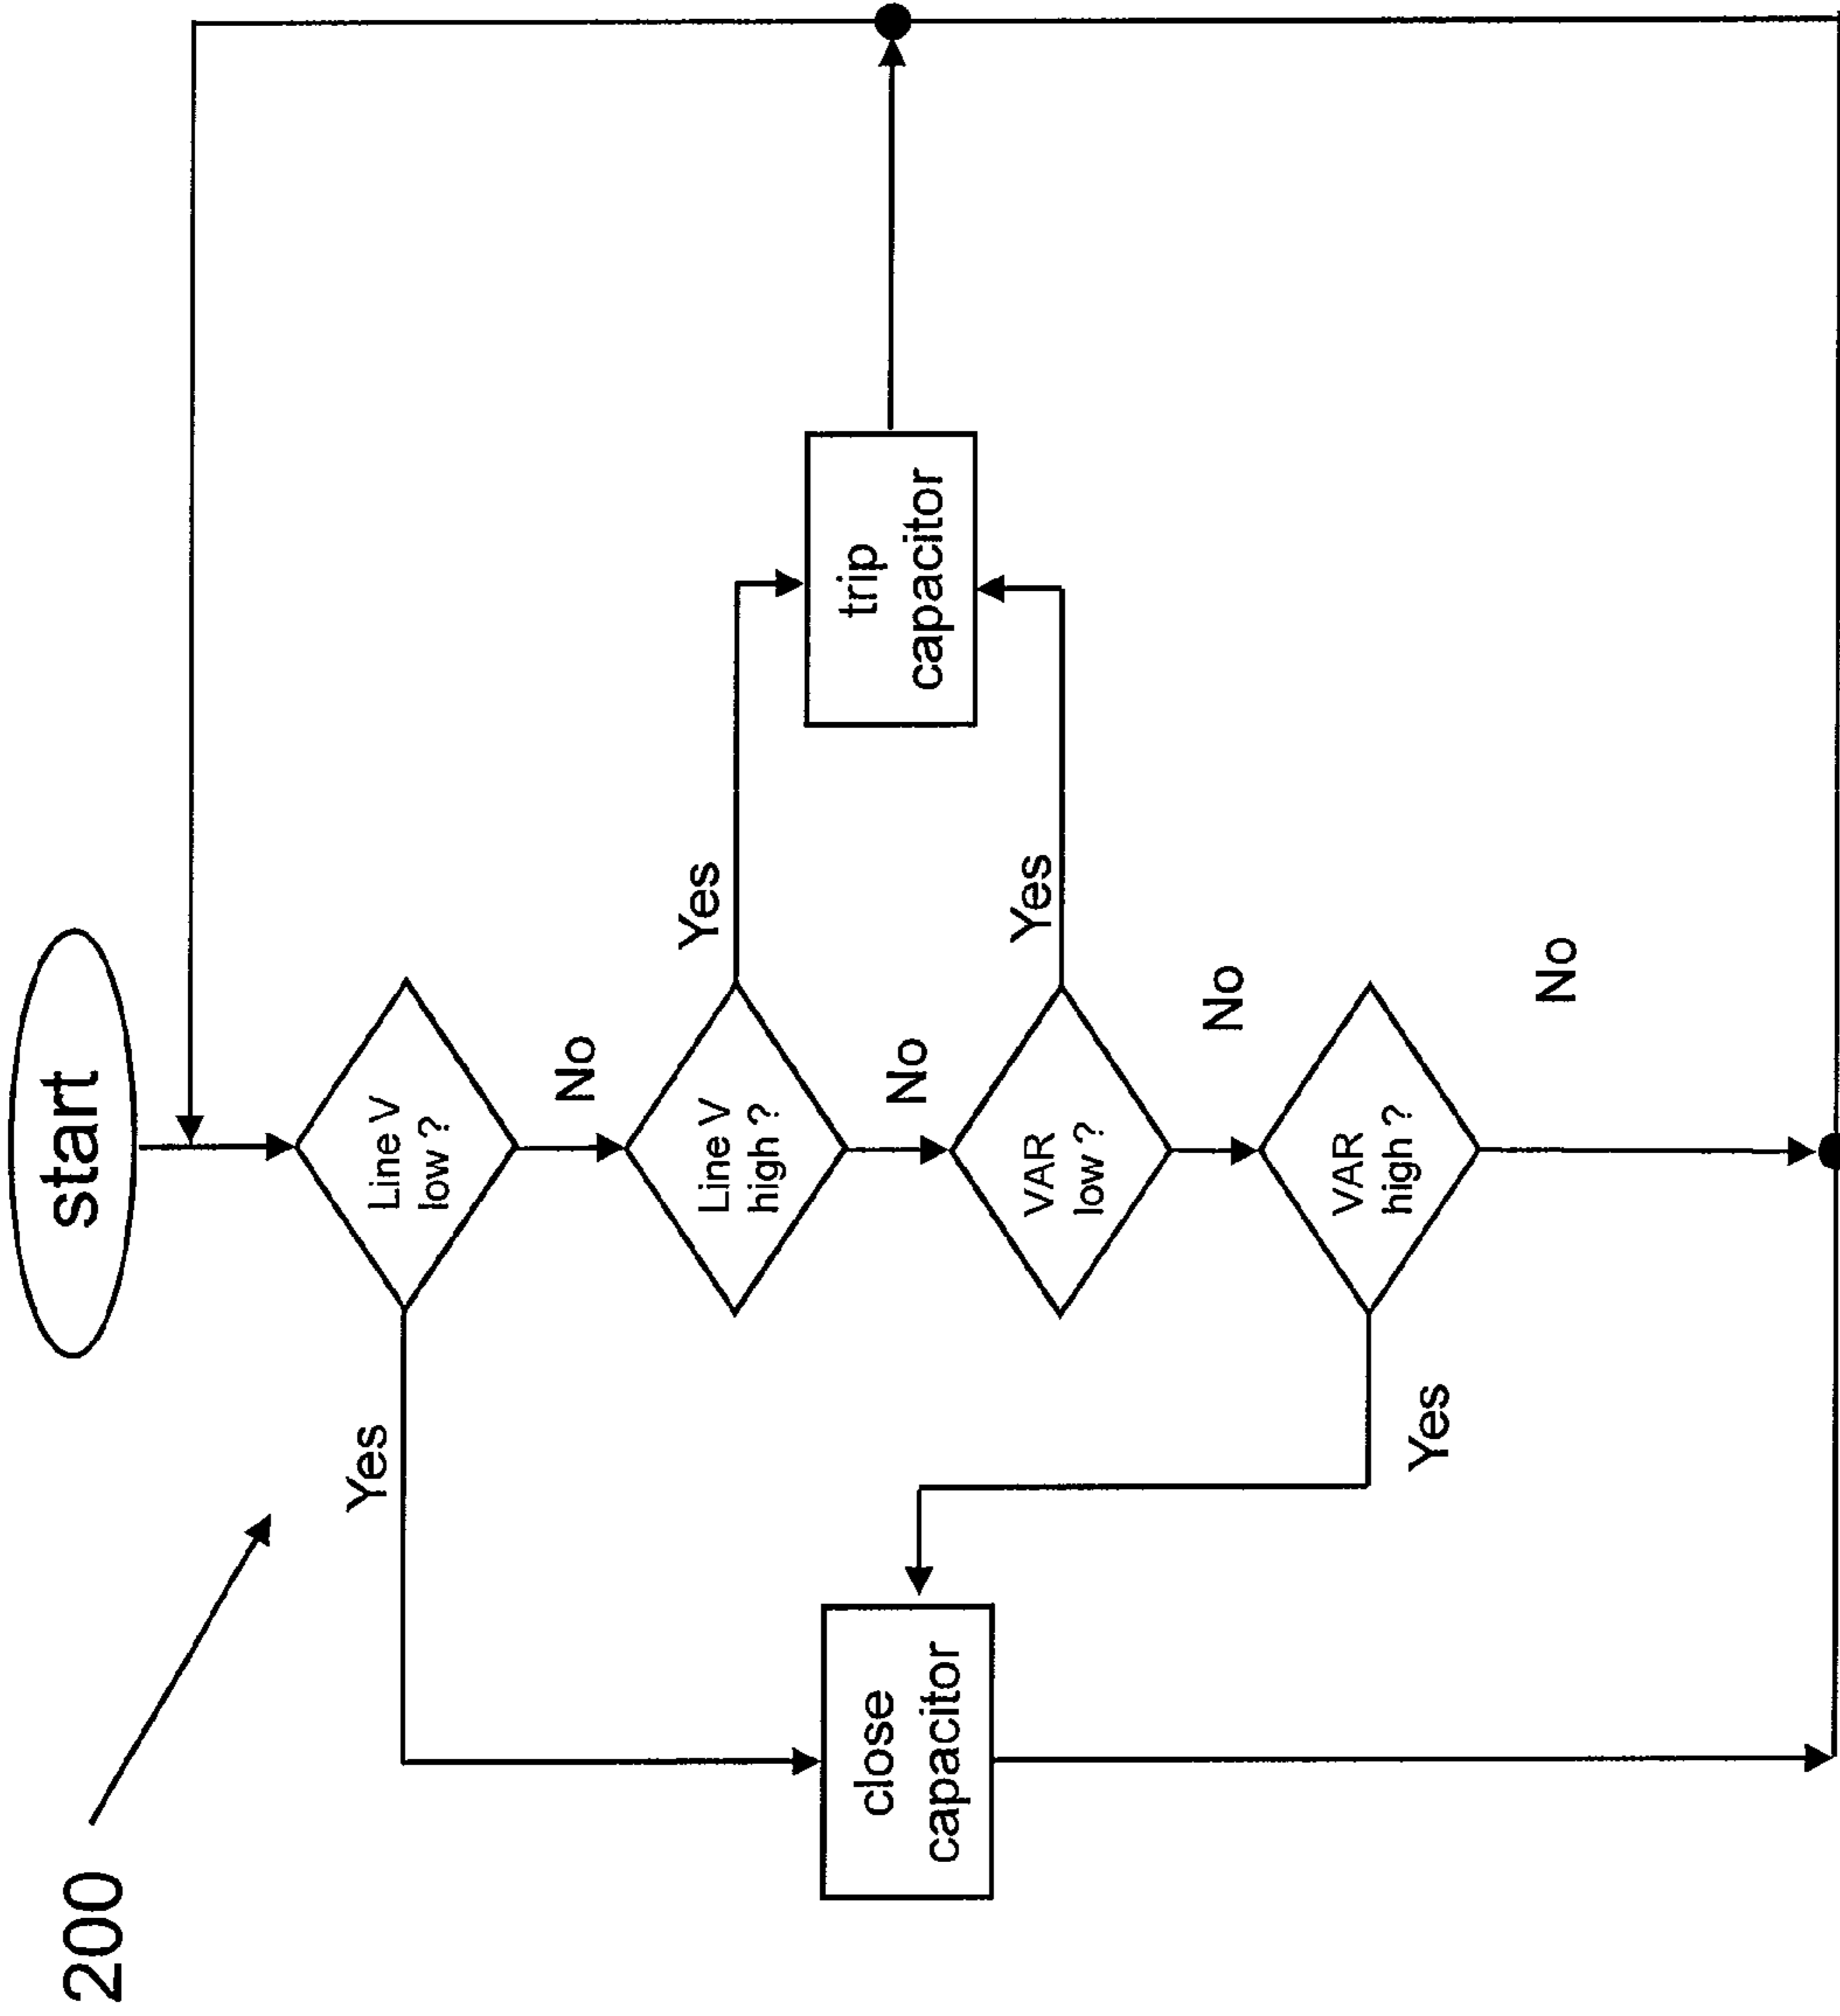 200
start
Line V
low ?
Yes
No
Line V
high ?
Yes
No
VAR
low ?
Yes
No
VAR
high ?
Yes
No
close
capacitor
trip
capacitor